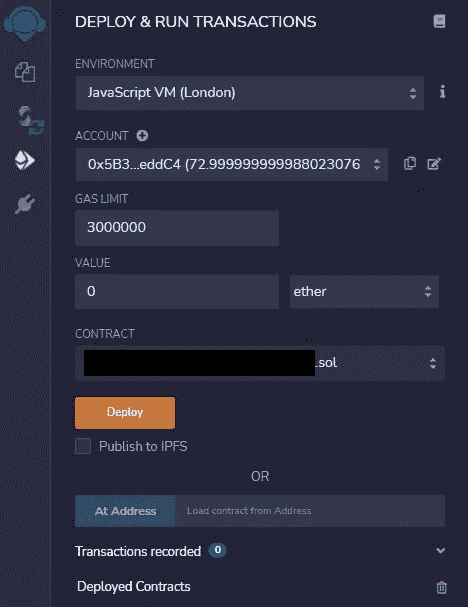 DEPLOY & RUN TRANSACTIONS
ENVIRONMENT
JavaScript VM (London)
ACCOUNT
0x5B3...eddC4 (72.999999999988023076
GAS LIMIT
3000000
VALUE
0 ether
CONTRACT
.sol
Deploy
Publish to IPFS
OR
At Address Load contract from Address
Transactions recorded 0
Deployed Contracts